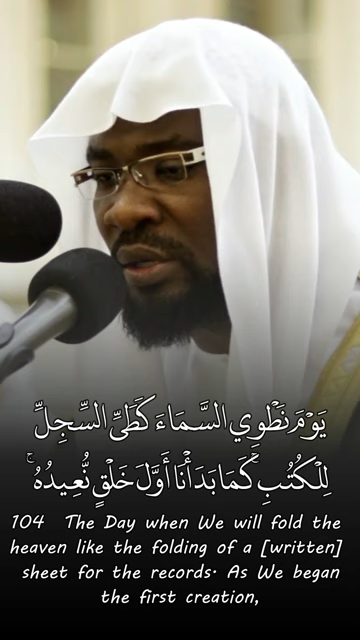 يَوْمَ نَطْوِي السَّمَاءَ كَطَيِّ السِّجِلِّ
لِلْكُتُبِ ۚ كَمَا بَدَأْنَا أَوَّلَ خَلْقٍ نُّعِيدُهُ ۚ
104 The Day when We will fold the
heaven like the folding of a [written]
sheet for the records. As We began
the first creation,